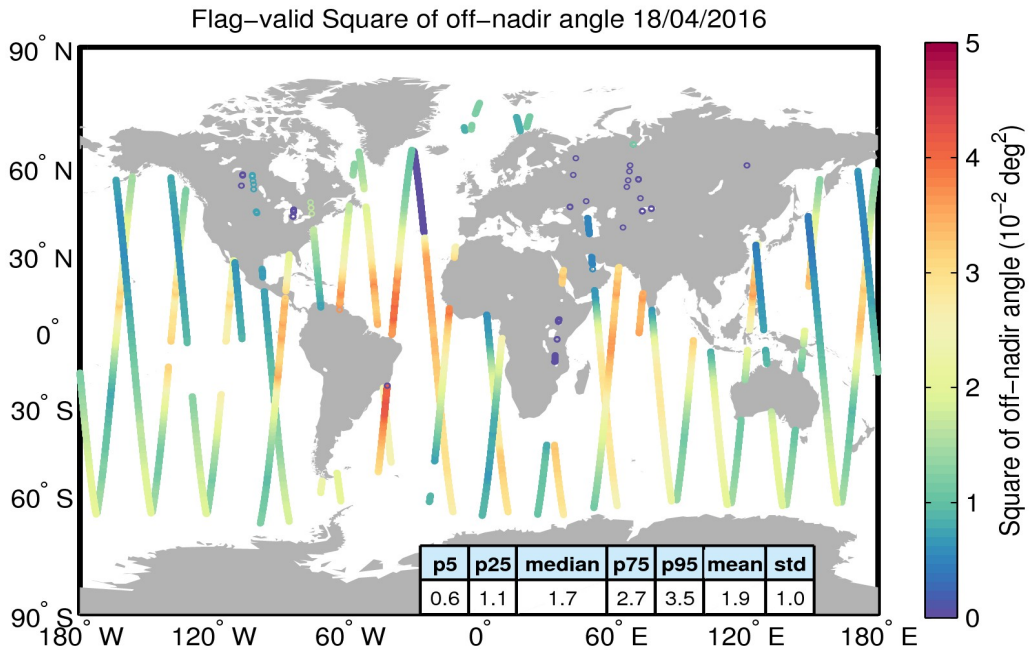 Flag−valid Square of off−nadir angle 18/04/2016
90° N
60° N
30° N
0°
30° S
60° S
90° S
180° W
120° W
60° W
0°
60° E
120° E
180° E
p5 p25 median p75 p95 mean std
0.6 1.1 1.7 2.7 3.5 1.9 1.0
5
4
3
2
1
0
Square of off−nadir angle (10⁻² deg²)